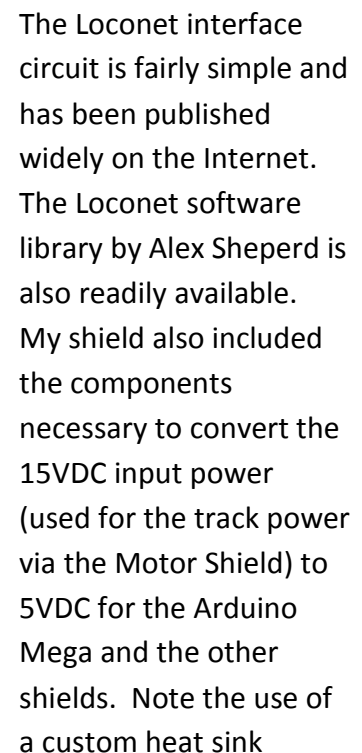 The Loconet interface
circuit is fairly simple and
has been published
widely on the Internet.
The Loconet software
library by Alex Sheperd is
also readily available.
My shield also included
the components
necessary to convert the
15VDC input power
(used for the track power
via the Motor Shield) to
5VDC for the Arduino
Mega and the other
shields.  Note the use of
a custom heat sink